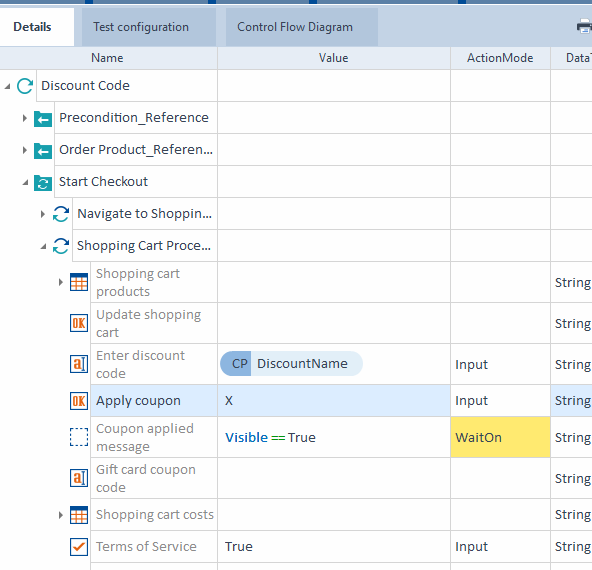 Details Test configuration Control Flow Diagram
Name Value ActionMode DataT
Discount Code
Precondition_Reference
Order Product_Referen...
Start Checkout
Navigate to Shoppin...
Shopping Cart Proce...
Shopping cart
products String
Update shopping
cart String
OK
Enter discount
code CP DiscountName Input String
a
OK Apply coupon X Input String
Coupon applied
message Visible == True WaitOn String
Gift card coupon
code String
a
Shopping cart costs String
Terms of Service True Input String